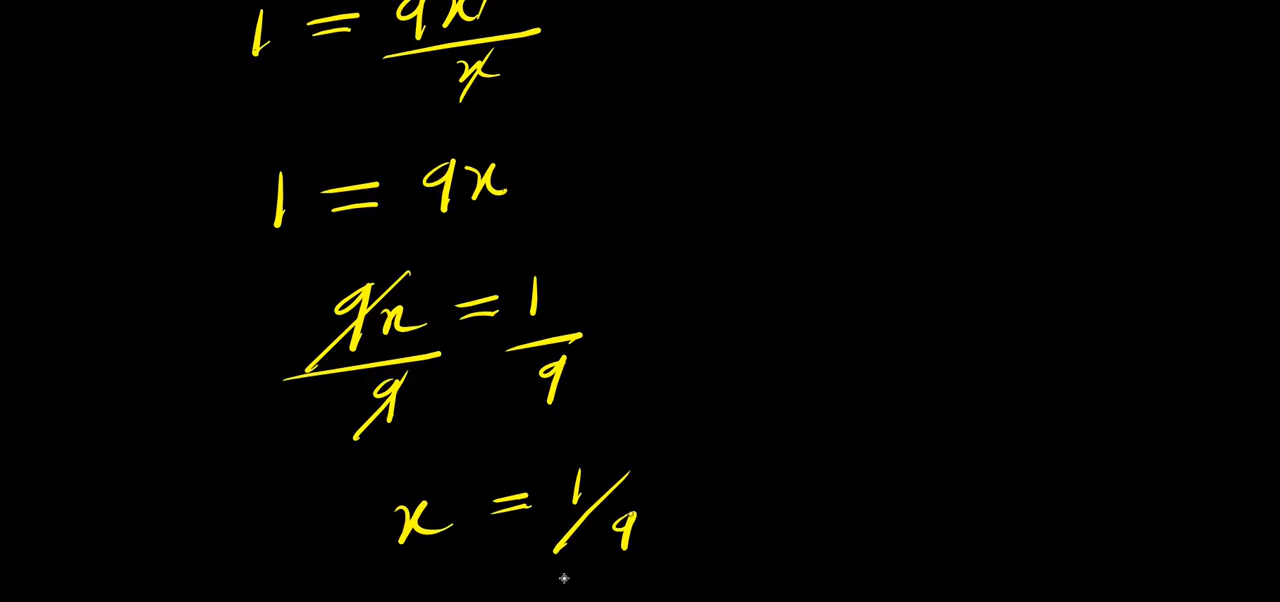 1 = 9x/x
1 = 9x
9x/9 = 1/9
x = 1/9